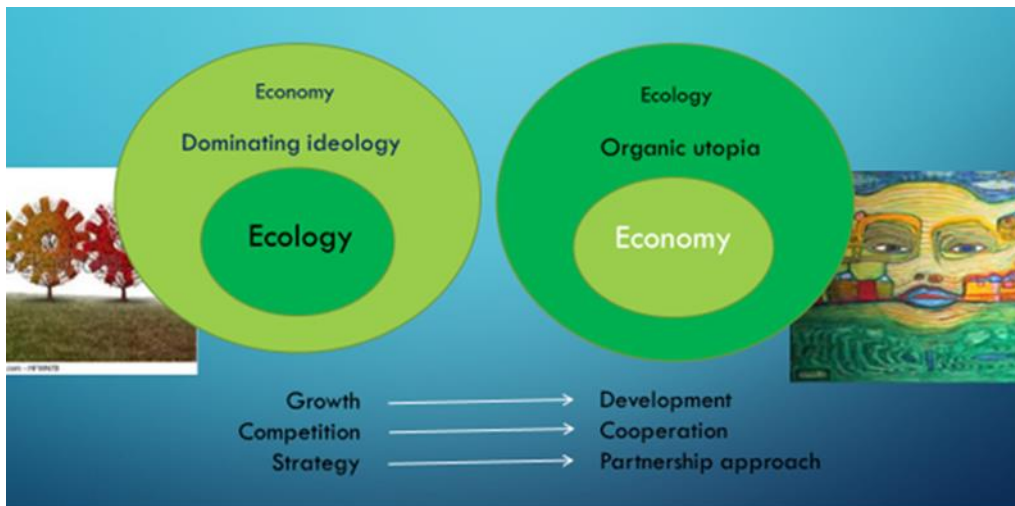 Economy
Dominating ideology
Ecology
Ecology
Organic utopia
Economy
Growth
Development
Competition
Cooperation
Strategy
Partnership approach